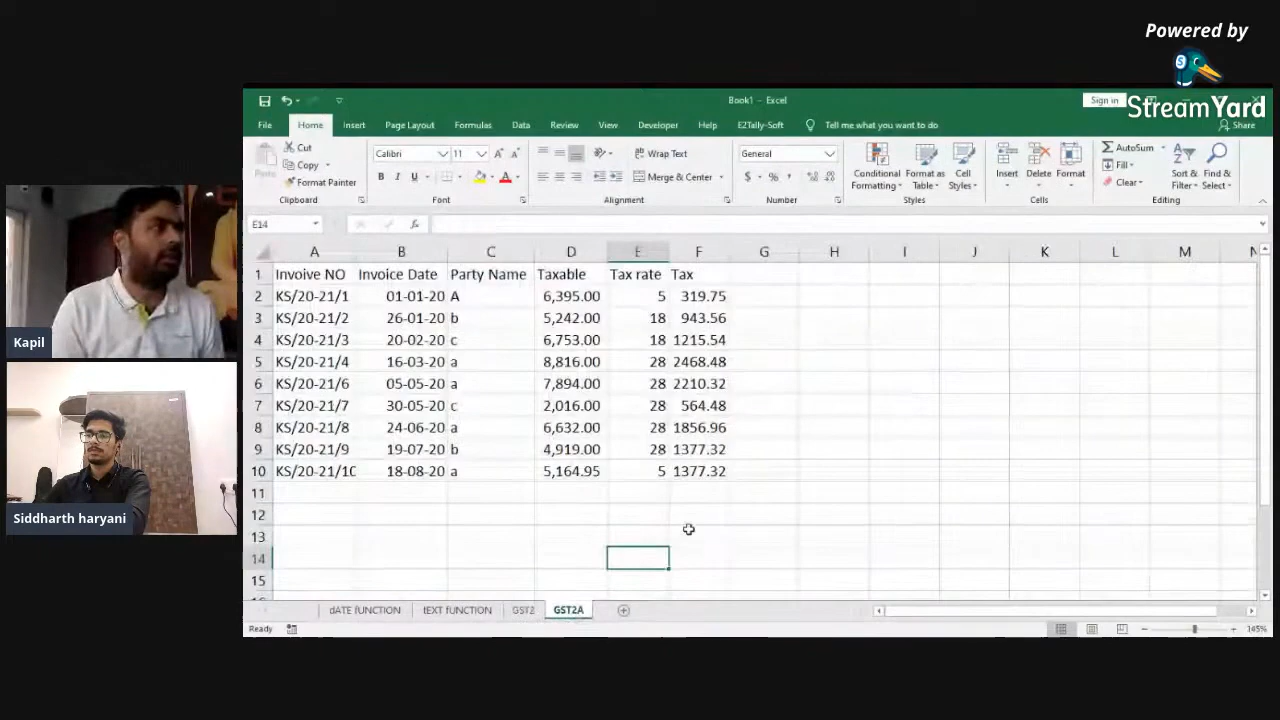 Powered by
StreamYard
Book1 - Excel
Sign in
File Home Insert Page Layout Formulas Data Review View Developer Help E2Tally-Soft Tell me what you want to do
Share
Paste
Cut
Copy
Format Painter
Calibri 11
B I U
Wrap Text
Merge & Center
General
$ % ,
Conditional Formatting
Format as Table
Cell Styles
Insert Delete Format
AutoSum
Fill
Clear
Sort & Filter
Find & Select
Clipboard Font Alignment Number Styles Cells Editing
E14 fx
A B C D E F G H I J K L M N
1 Invoive NO Invoice Date Party Name Taxable Tax rate Tax
2 KS/20-21/1 01-01-20 A 6,395.00 5 319.75
3 KS/20-21/2 26-01-20 b 5,242.00 18 943.56
4 KS/20-21/3 20-02-20 c 6,753.00 18 1215.54
5 KS/20-21/4 16-03-20 a 8,816.00 28 2468.48
6 KS/20-21/6 05-05-20 a 7,894.00 28 2210.32
7 KS/20-21/7 30-05-20 c 2,016.00 28 564.48
8 KS/20-21/8 24-06-20 a 6,632.00 28 1856.96
9 KS/20-21/9 19-07-20 b 4,919.00 28 1377.32
10 KS/20-21/10 18-08-20 a 5,164.95 5 1377.32
11
12
13
14
15
dATE FUNCTION tEXT FUNCTION GST2A
Ready
145%
Kapil
Siddharth haryani